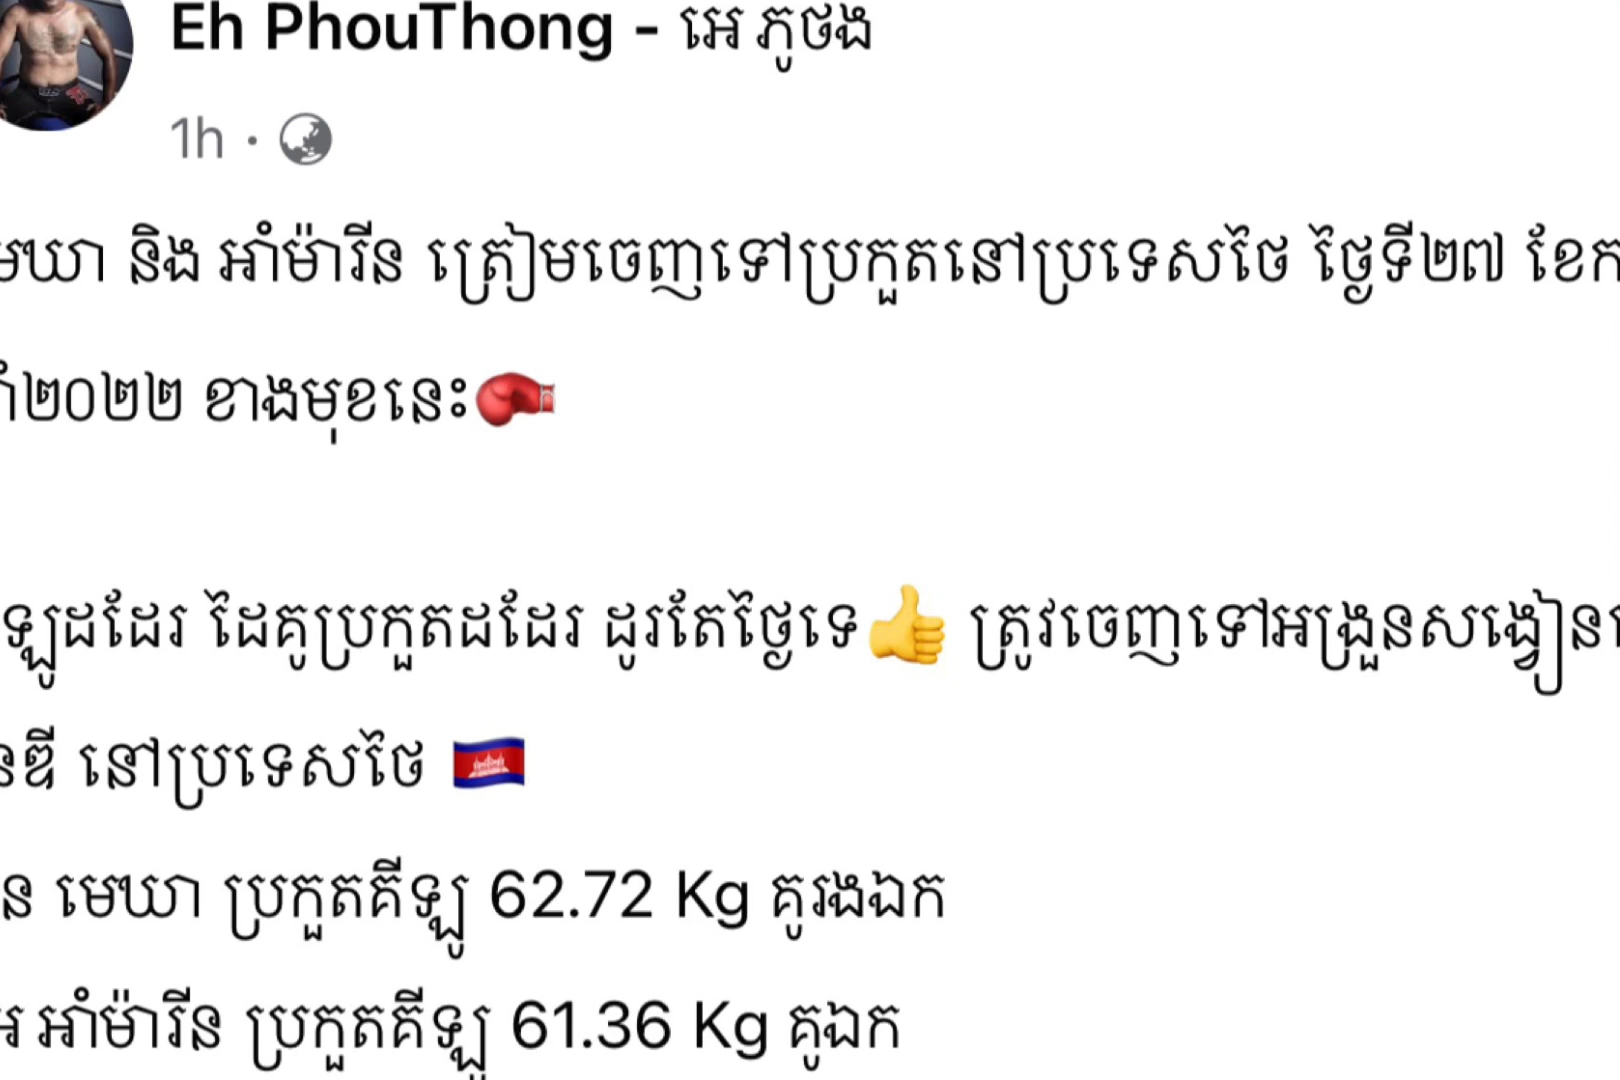 Eh PhouThong - អេ ភូថង
1h ·
មេឃា និង អាំម៉ារីន ត្រៀមចេញទៅប្រកួតនៅប្រទេសថៃ ថ្ងៃទី២៧ ខែក
២០២២ ខាងមុខនេះ🥊
ឡូដដែរ ដៃគូប្រកួតដដែរ ដូរតែថ្ងៃទេ👍 ត្រូវចេញទៅអង្រួនសង្វៀន
នឌី នៅប្រទេសថៃ 🇰🇭
ន មេឃា ប្រកួតគីឡូ 62.72 Kg គូរងឯក
អាំម៉ារីន ប្រកួតគីឡូ 61.36 Kg គូឯក